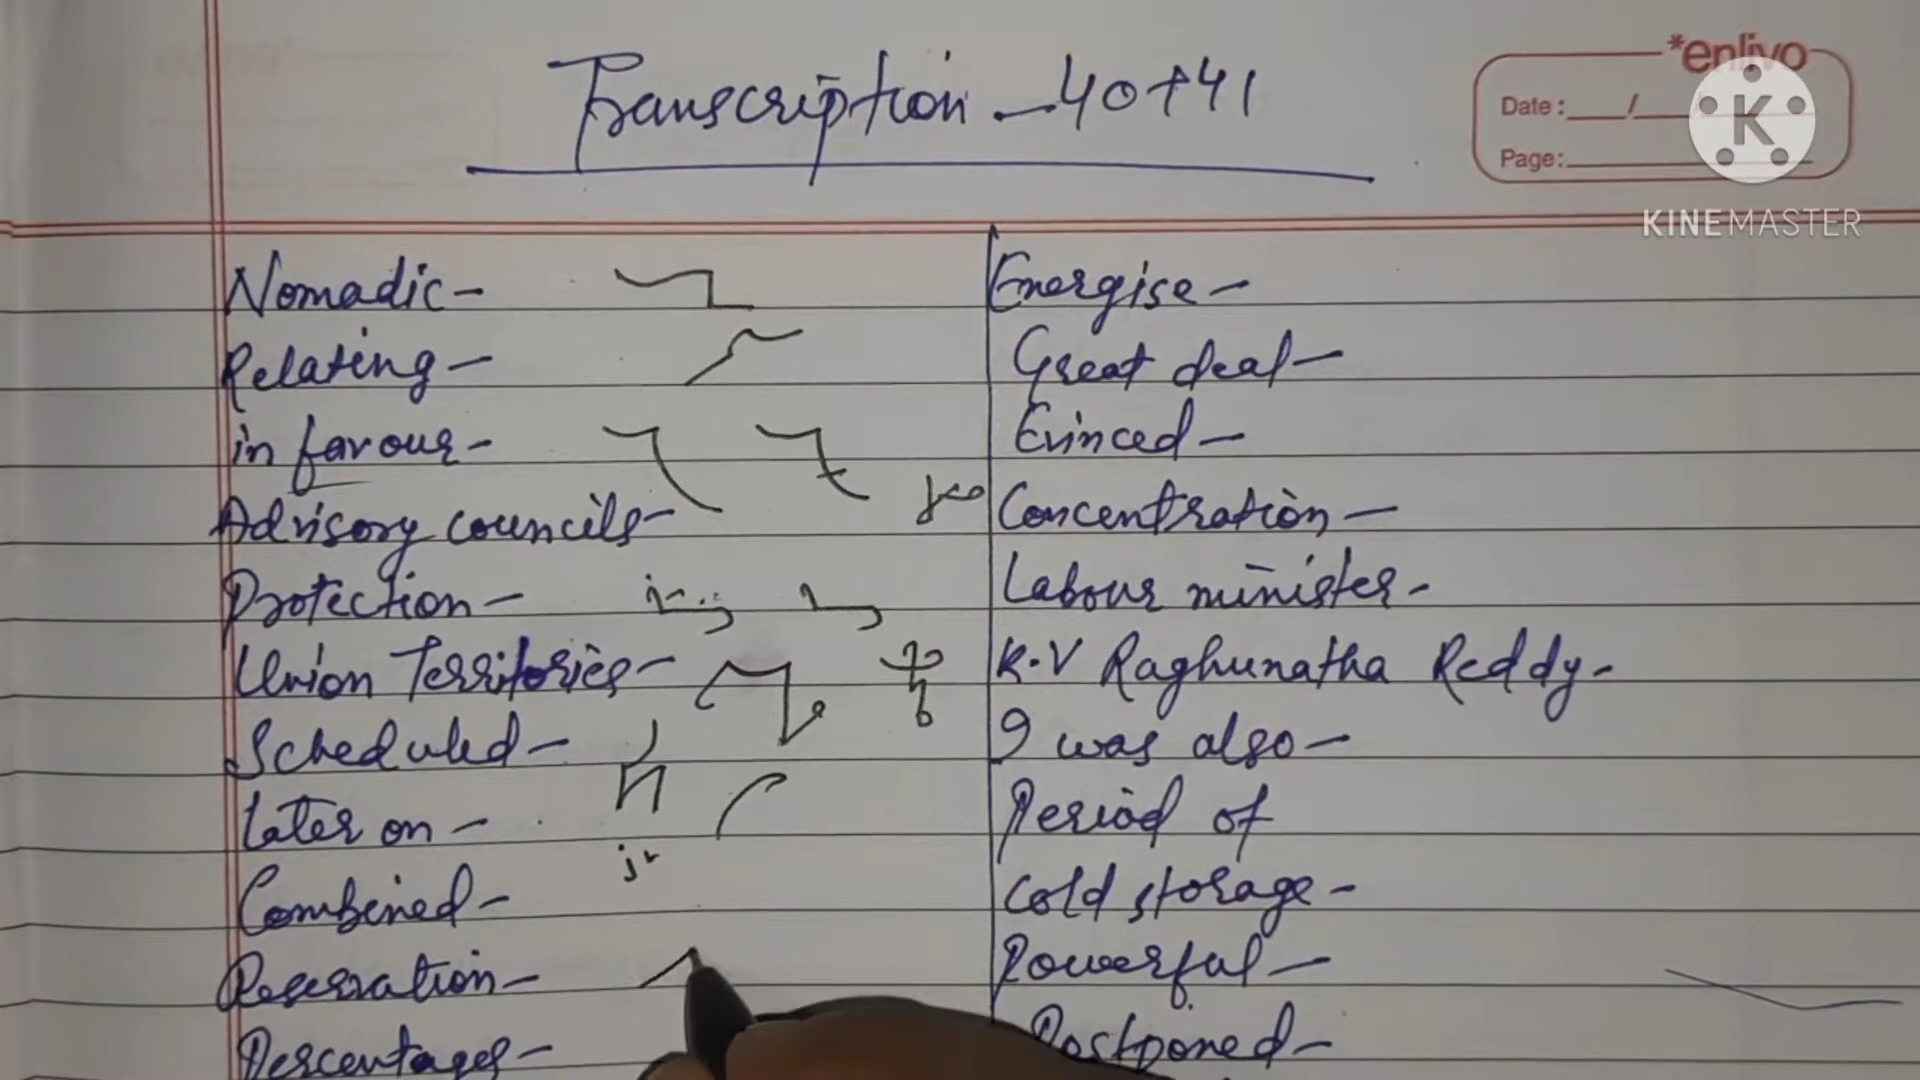 Transcription - 40+41
*enlivo
Date: ___/___
Page:
K
KINEMASTER
Nomadic -
Relating -
in favour -
Advisory councils -
Protection -
Union Territories -
Scheduled -
Later on -
Combined -
Reservation -
Percentages -
Energise -
Great deal -
Evinced -
Concentration -
Labour minister -
K.V Raghunatha Reddy -
I was also -
Period of
Cold storage -
Powerful -
Postponed -